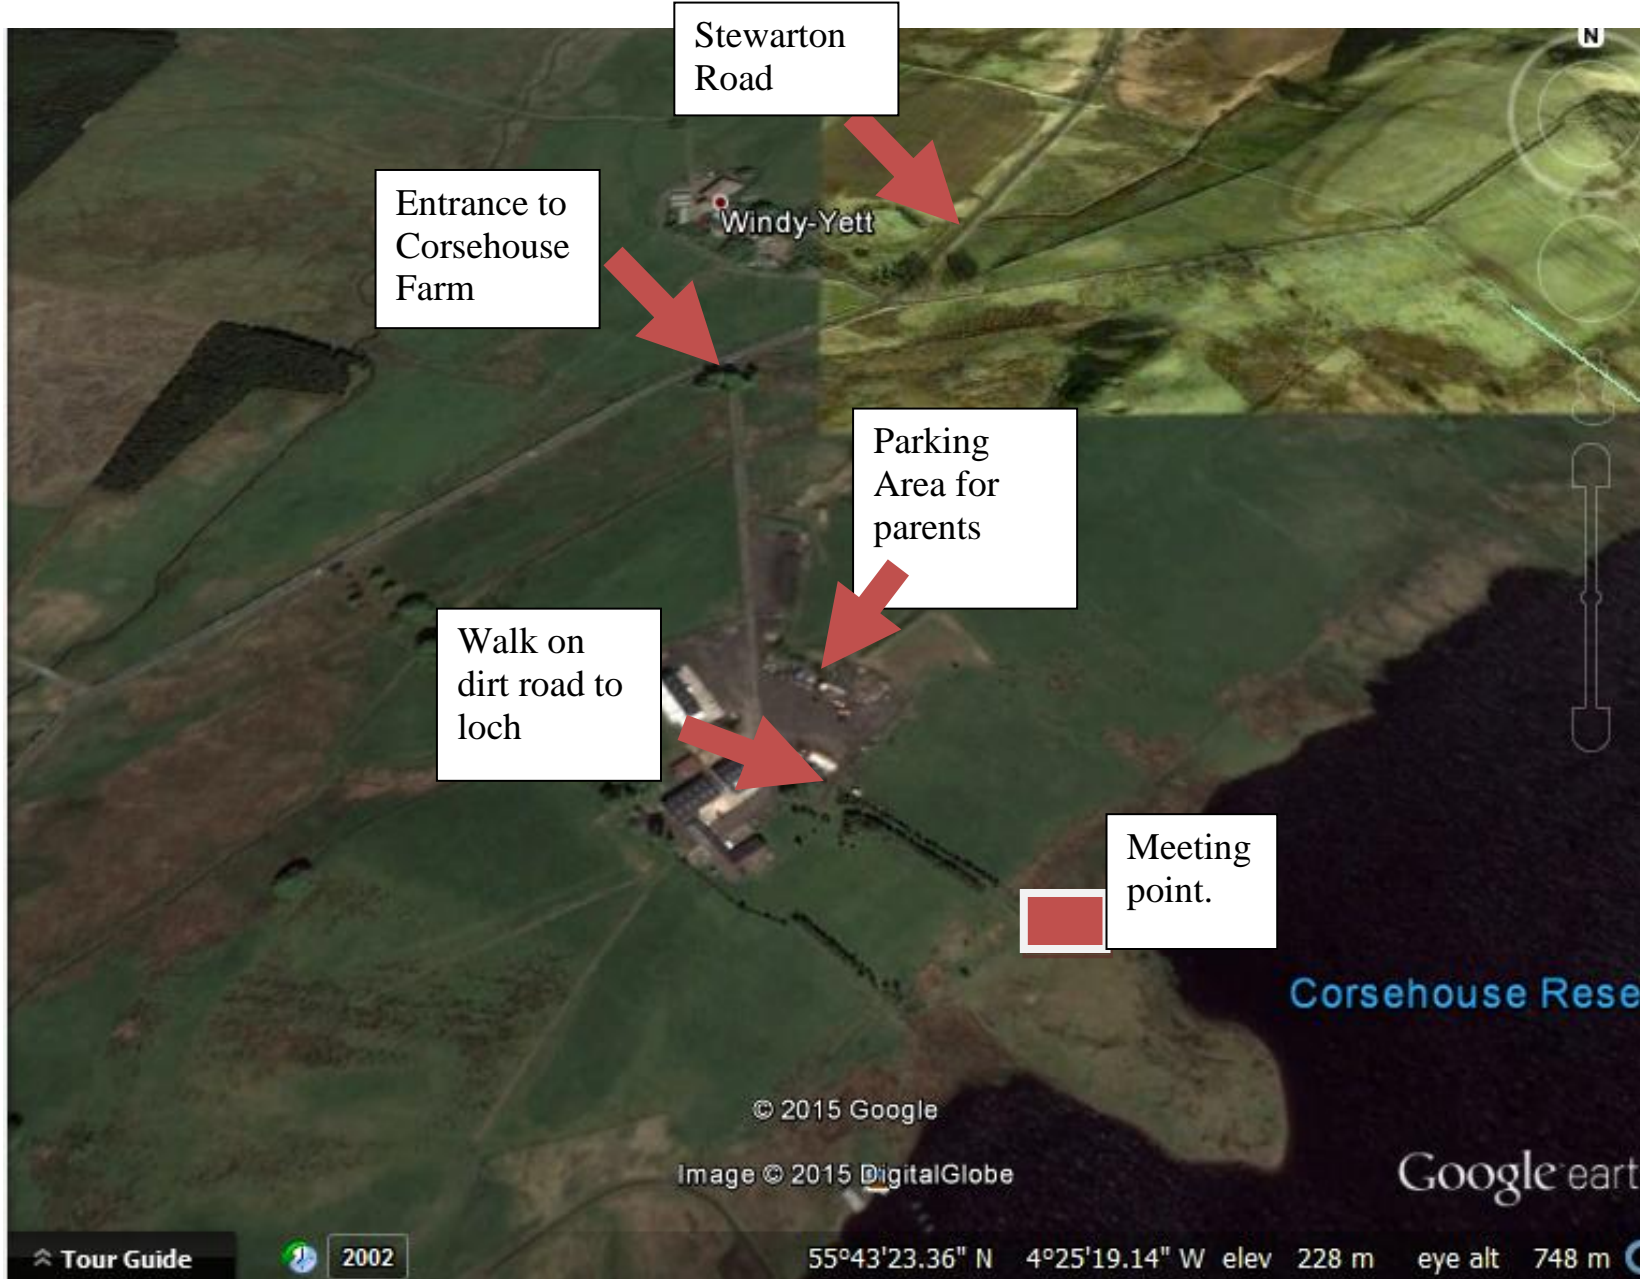 Stewarton
Road
N
Entrance to
Corsehouse
Farm
Windy-Yett
Parking
Area for
parents
Walk on
dirt road to
loch
Meeting
point.
Corsehouse Rese
© 2015 Google
Image © 2015 DigitalGlobe
Google eart
Tour Guide
2002
55°43'23.36" N 4°25'19.14" W elev 228 m eye alt 748 m